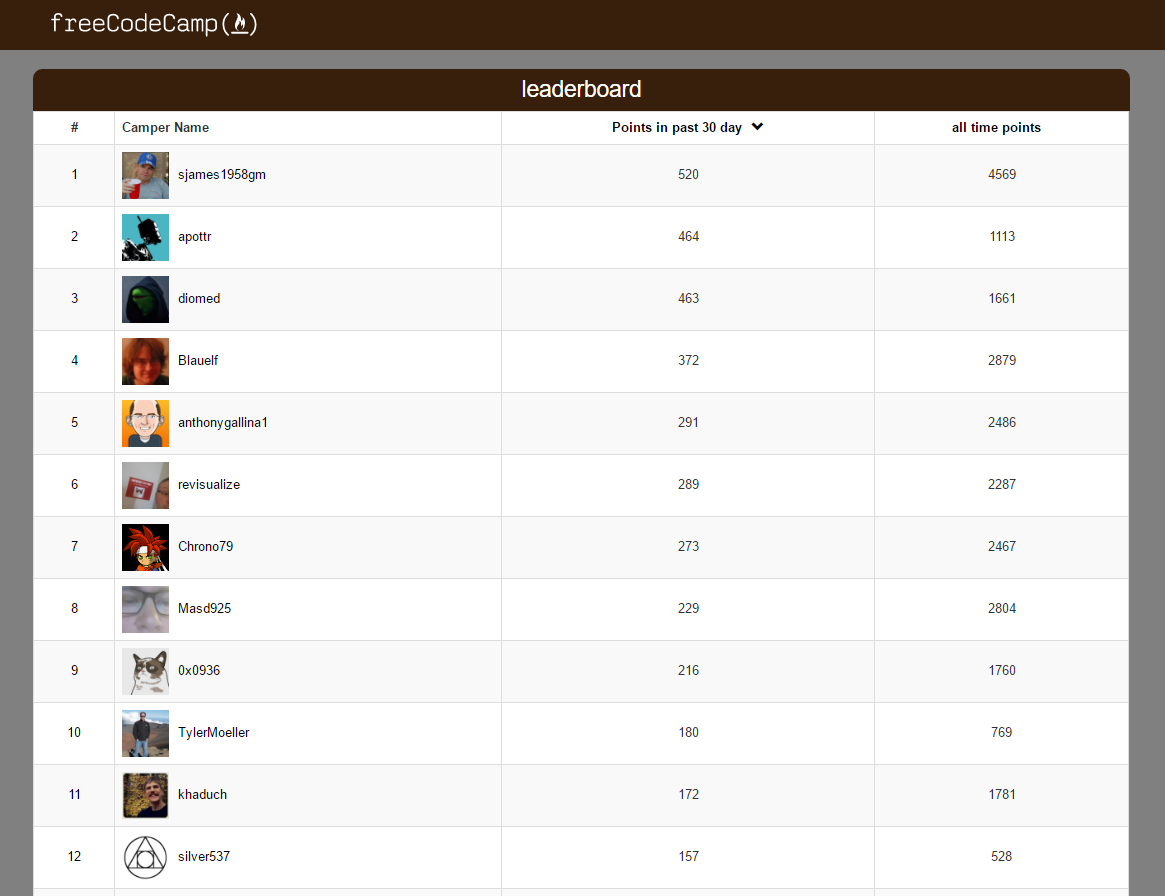 freeCodeCamp(🔥)
leaderboard
# Camper Name Points in past 30 day all time points
1 sjames1958gm 520 4569
2 apottr 464 1113
3 diomed 463 1661
4 Blauelf 372 2879
5 anthonygallina1 291 2486
6 revisualize 289 2287
7 Chrono79 273 2467
8 Masd925 229 2804
9 0x0936 216 1760
10 TylerMoeller 180 769
11 khaduch 172 1781
12 silver537 157 528